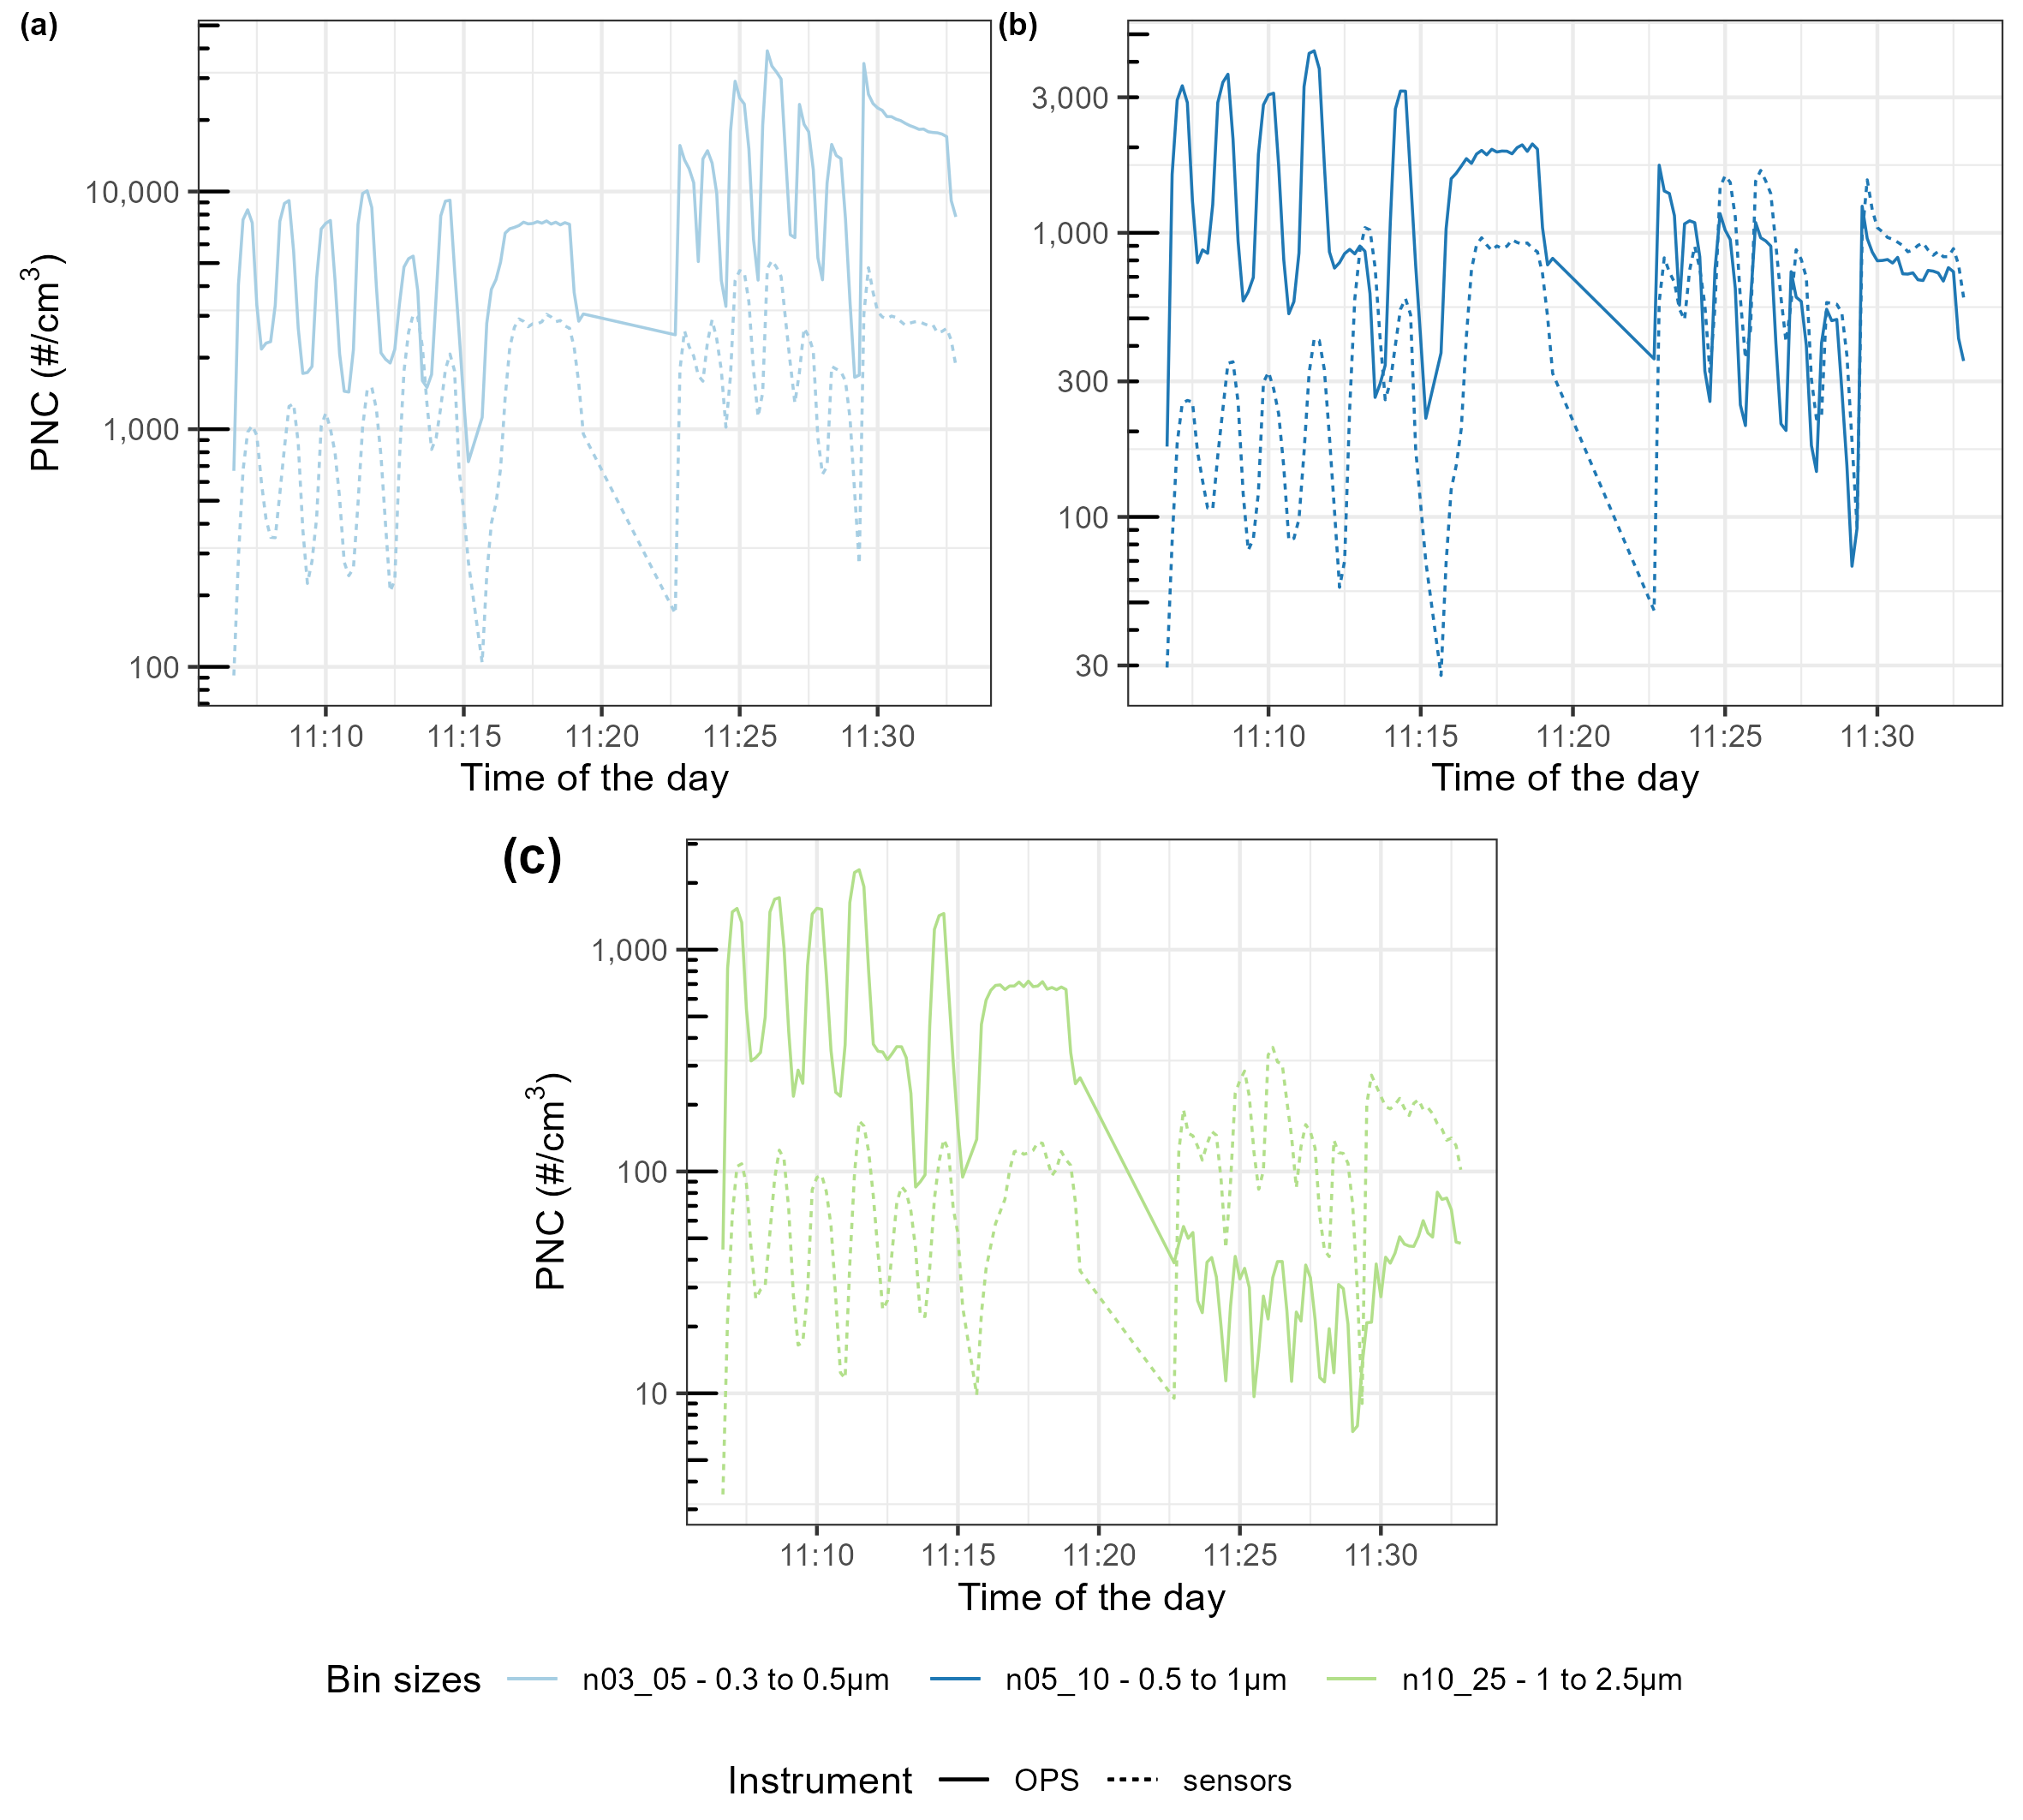 (a)
PNC (#/cm³)
10,000
1,000
100
11:10 11:15 11:20 11:25 11:30
Time of the day
(b)
3,000
1,000
300
100
30
11:10 11:15 11:20 11:25 11:30
Time of the day
(c)
PNC (#/cm³)
1,000
100
10
11:10 11:15 11:20 11:25 11:30
Time of the day
Bin sizes n03_05 - 0.3 to 0.5µm n05_10 - 0.5 to 1µm n10_25 - 1 to 2.5µm
Instrument OPS sensors